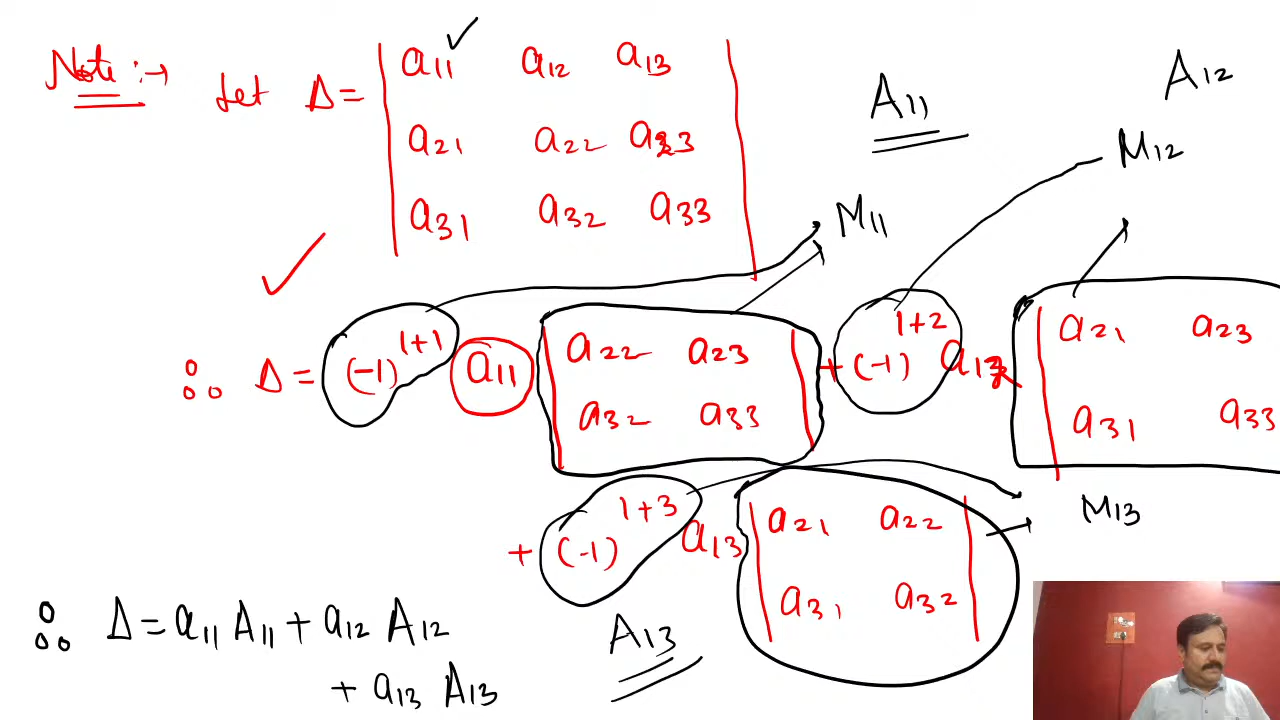 Note :→ Let Δ = | a11 ✓ a12 a13 |
| a21 a22 a23 |
| a31 a32 a33 |
A11
A12
M11
M12
✓
∴ Δ = (-1)^1+1 a11 | a22 a23 | + (-1)^1+2 a12 | a21 a23
| a32 a33 | | a31 a33
+ (-1)^1+3 a13 | a21 a22 |
| a31 a32 |
M13
A13
∴ Δ = a11 A11 + a12 A12
+ a13 A13